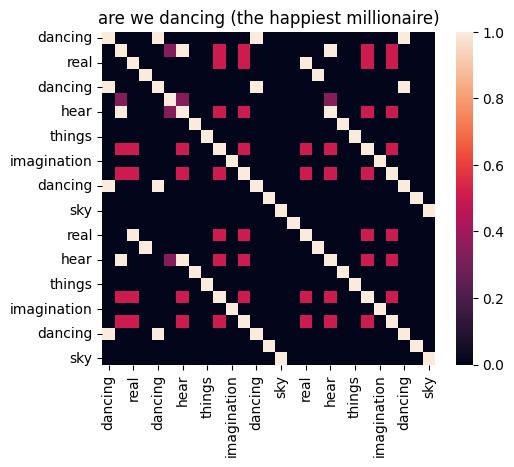 are we dancing (the happiest millionaire)
dancing
real
dancing
hear
things
imagination
dancing
sky
real
hear
things
imagination
dancing
sky
dancing
real
dancing
hear
things
imagination
dancing
sky
real
hear
things
imagination
dancing
sky
1.0
0.8
0.6
0.4
0.2
0.0